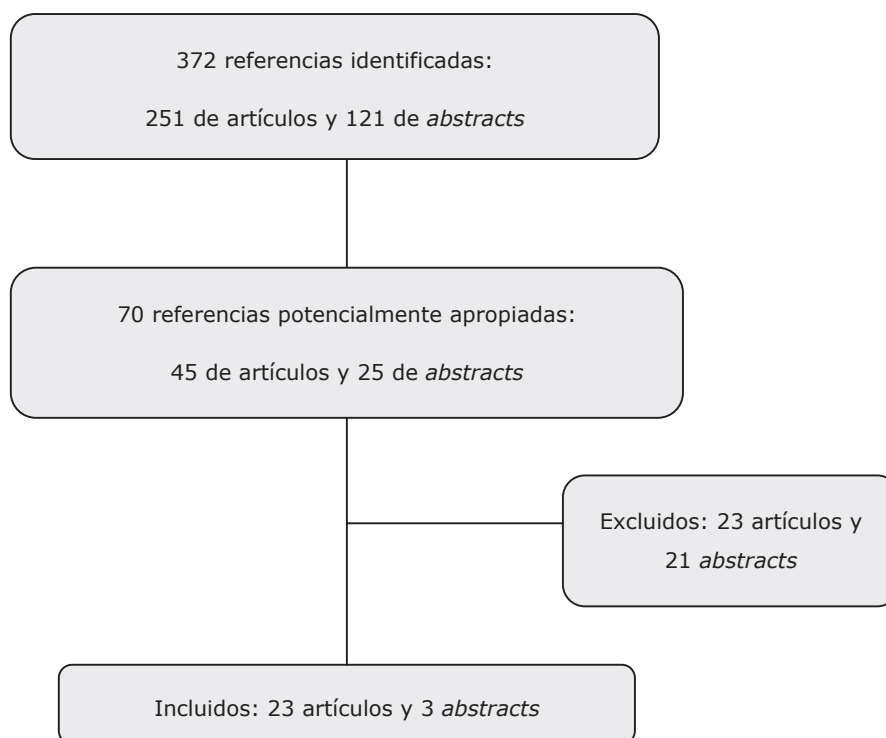 372 referencias identificadas:
251 de artículos y 121 de abstracts
70 referencias potencialmente apropiadas:
45 de artículos y 25 de abstracts
Excluidos: 23 artículos y
21 abstracts
Incluidos: 23 artículos y 3 abstracts